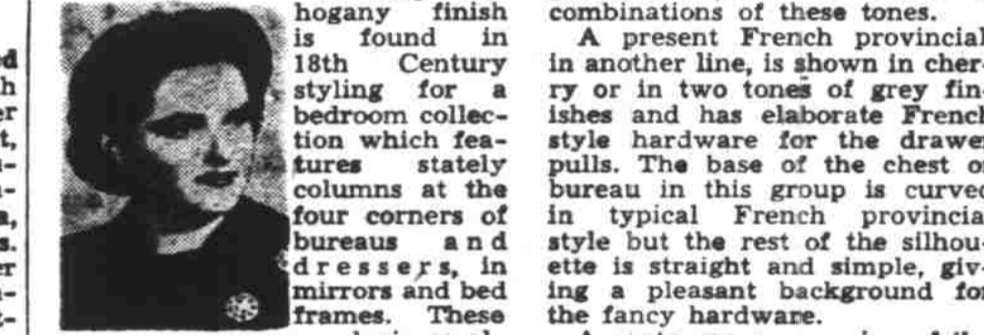 ed
h
er
t,
a,
s.
er
hogany finish
is found in
18th Century
styling for a
bedroom collec-
tion which fea-
tures stately
columns at the
four corners of
bureaus and
dressers, in
mirrors and bed
frames. These
combinations of these tones.
A present French provincial
in another line, is shown in cher-
ry or in two tones of grey fin-
ishes and has elaborate French
style hardware for the drawer
pulls. The base of the chest or
bureau in this group is curved
in typical French provincial
style but the rest of the silhou-
ette is straight and simple, giv-
ing a pleasant background for
the fancy hardware.